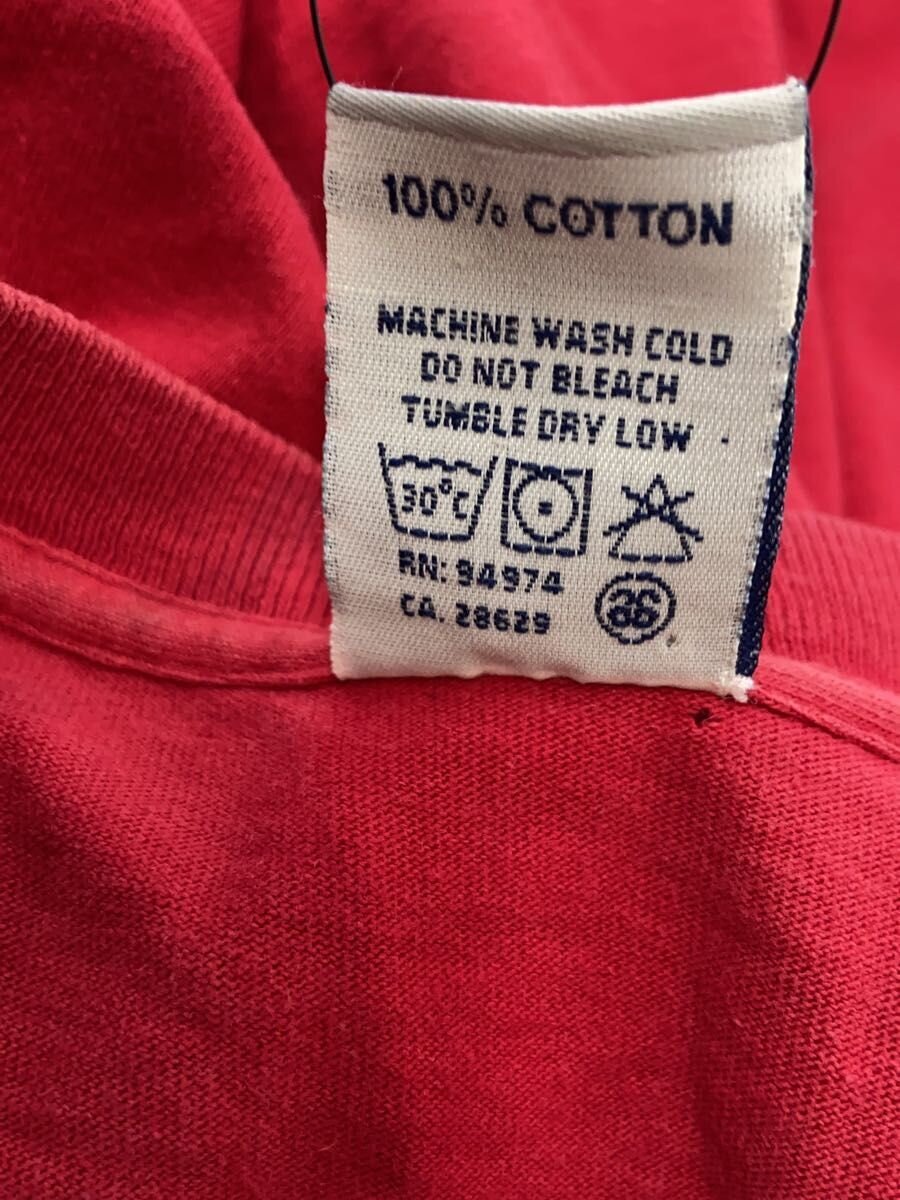 100% COTTON
MACHINE WASH COLD
DO NOT BLEACH
TUMBLE DRY LOW
30°C
RN: 94974
CA. 28629